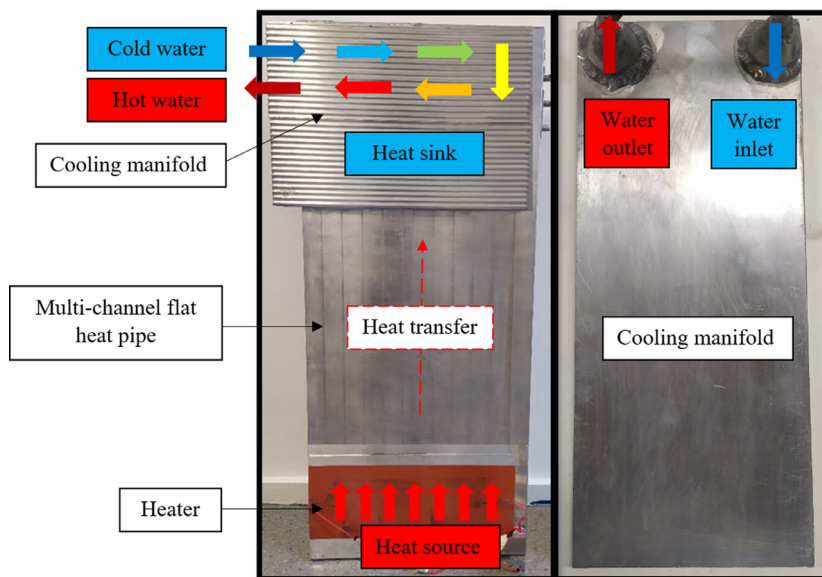 Cold water
Hot water
Cooling manifold
Heat sink
Multi-channel flat
heat pipe
Heat transfer
Heater
Heat source
Water
outlet
Water
inlet
Cooling manifold